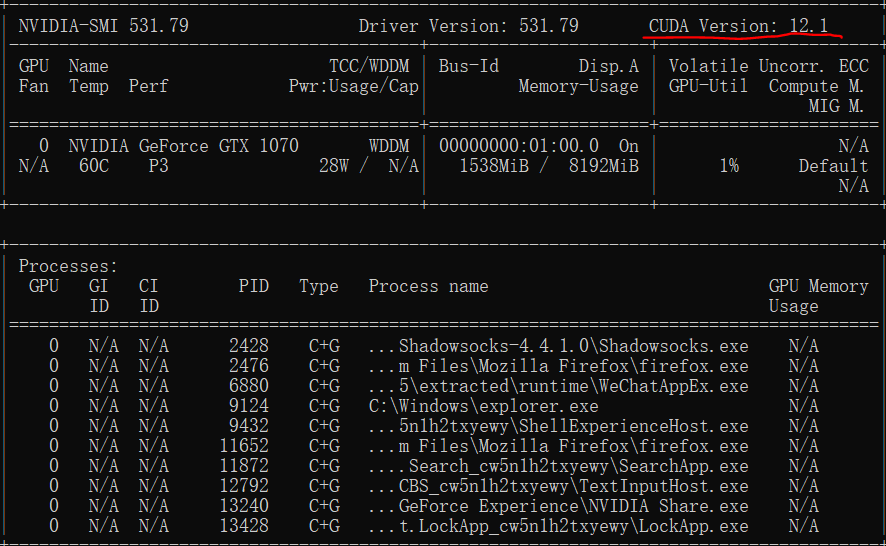 NVIDIA-SMI 531.79 Driver Version: 531.79 CUDA Version: 12.1
GPU Name TCC/WDDM Bus-Id Disp.A Volatile Uncorr. ECC
Fan Temp Perf Pwr:Usage/Cap Memory-Usage GPU-Util Compute M.
MIG M.
0 NVIDIA GeForce GTX 1070 WDDM 00000000:01:00.0 On N/A
N/A 60C P3 28W / N/A 1538MiB / 8192MiB 1% Default
N/A
Processes:
GPU GI CI PID Type Process name GPU Memory
ID ID Usage
0 N/A N/A 2428 C+G ...Shadowsocks-4.4.1.0\Shadowsocks.exe N/A
0 N/A N/A 2476 C+G ...m Files\Mozilla Firefox\firefox.exe N/A
0 N/A N/A 6880 C+G ...5\extracted\runtime\WeChatAppEx.exe N/A
0 N/A N/A 9124 C+G C:\Windows\explorer.exe N/A
0 N/A N/A 9432 C+G ...5n1h2txyewy\ShellExperienceHost.exe N/A
0 N/A N/A 11652 C+G ...m Files\Mozilla Firefox\firefox.exe N/A
0 N/A N/A 11872 C+G ....Search_cw5n1h2txyewy\SearchApp.exe N/A
0 N/A N/A 12792 C+G ...CBS_cw5n1h2txyewy\TextInputHost.exe N/A
0 N/A N/A 13240 C+G ...GeForce Experience\NVIDIA Share.exe N/A
0 N/A N/A 13428 C+G ...t.LockApp_cw5n1h2txyewy\LockApp.exe N/A